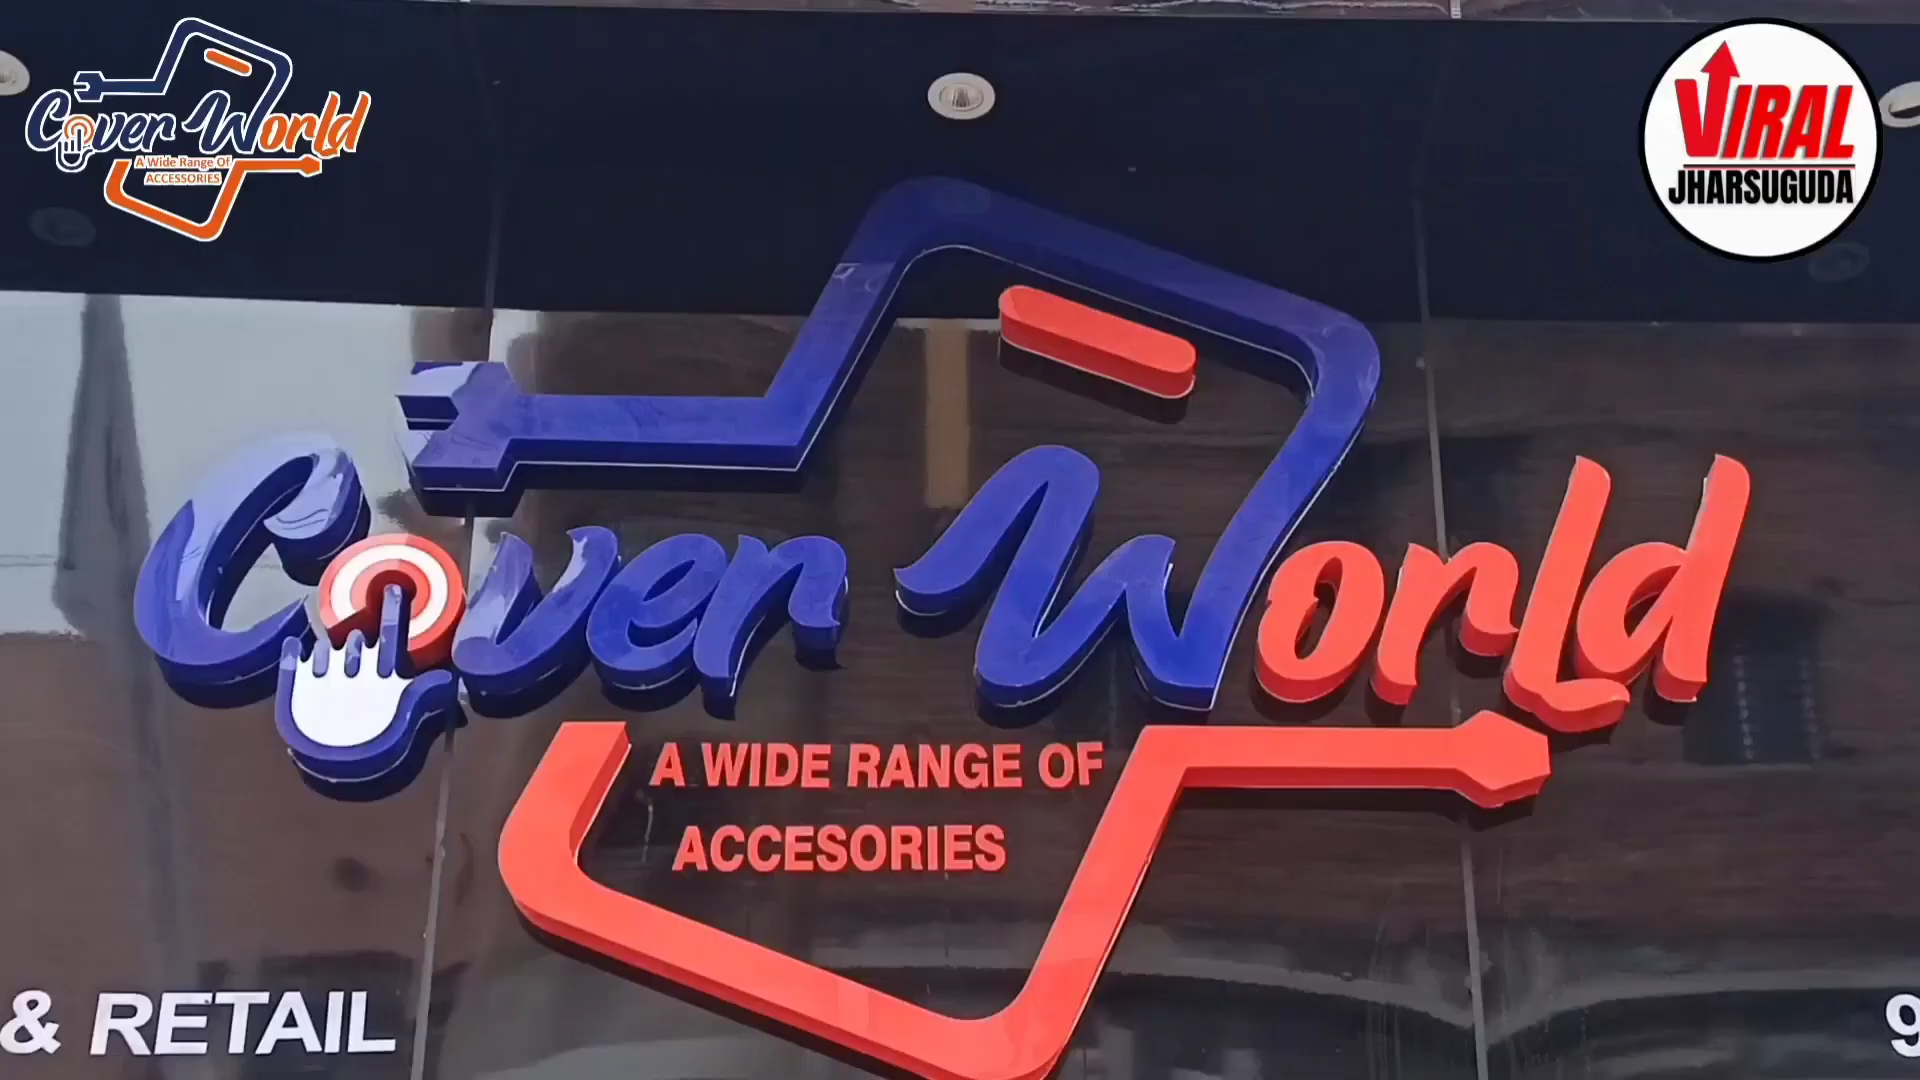 Cover World
A Wide Range Of
ACCESSORIES
VIRAL
JHARSUGUDA
Cover World
A WIDE RANGE OF
ACCESORIES
& RETAIL
9